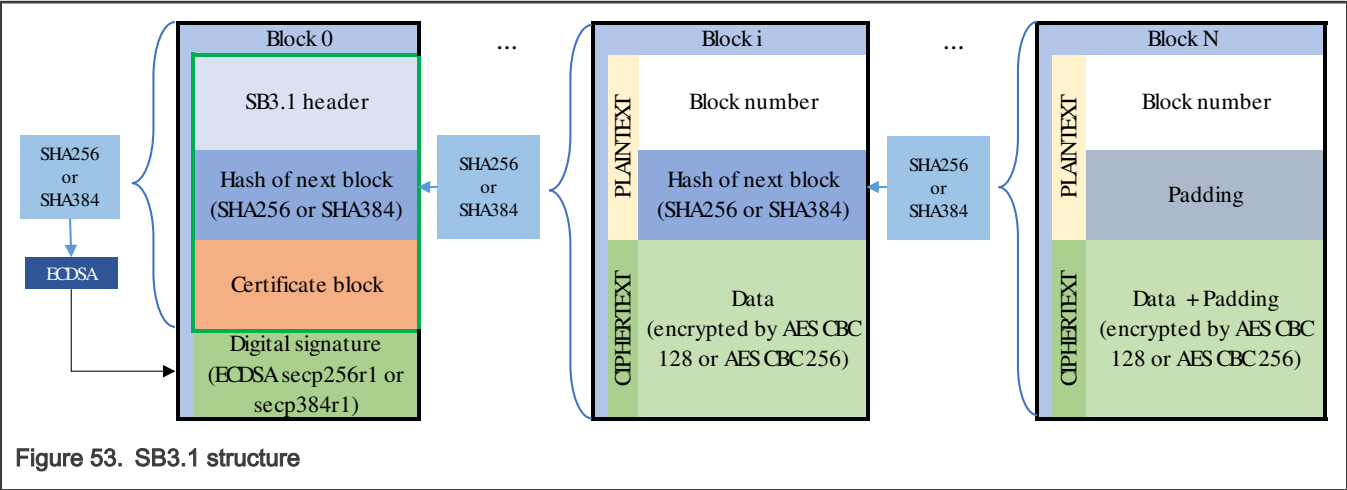 SHA256
or
SHA384
ECDSA
Block 0
SB3.1 header
Hash of next block
(SHA256 or SHA384)
Certificate block
Digital signature
(ECDSA secp256r1 or
secp384r1)
...
SHA256
or
SHA384
Block i
PLAINTEXT
Block number
Hash of next block
(SHA256 or SHA384)
CIPHERTEXT
Data
(encrypted by AES CBC
128 or AES CBC 256)
...
SHA256
or
SHA384
Block N
PLAINTEXT
Block number
Padding
CIPHERTEXT
Data + Padding
(encrypted by AES CBC
128 or AES CBC 256)
Figure 53. SB3.1 structure